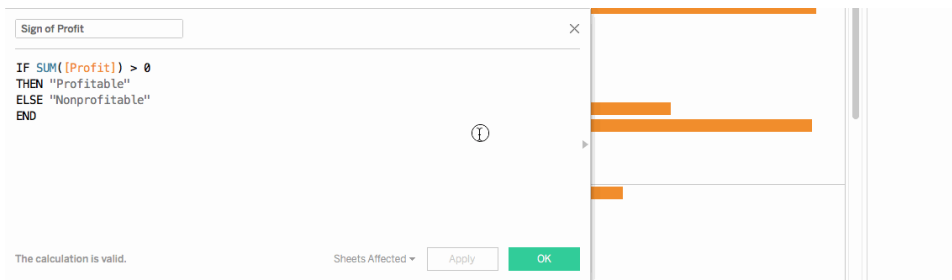 Sign of Profit
IF SUM([Profit]) > 0
THEN "Profitable"
ELSE "Nonprofitable"
END
The calculation is valid.
Sheets Affected
Apply
OK